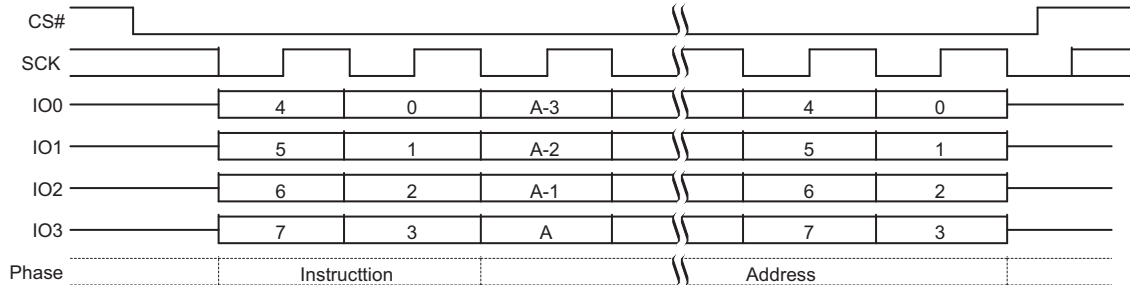 CS#
SCK
IO0 4 0 A-3 4 0
IO1 5 1 A-2 5 1
IO2 6 2 A-1 6 2
IO3 7 3 A 7 3
Phase Instructtion Address